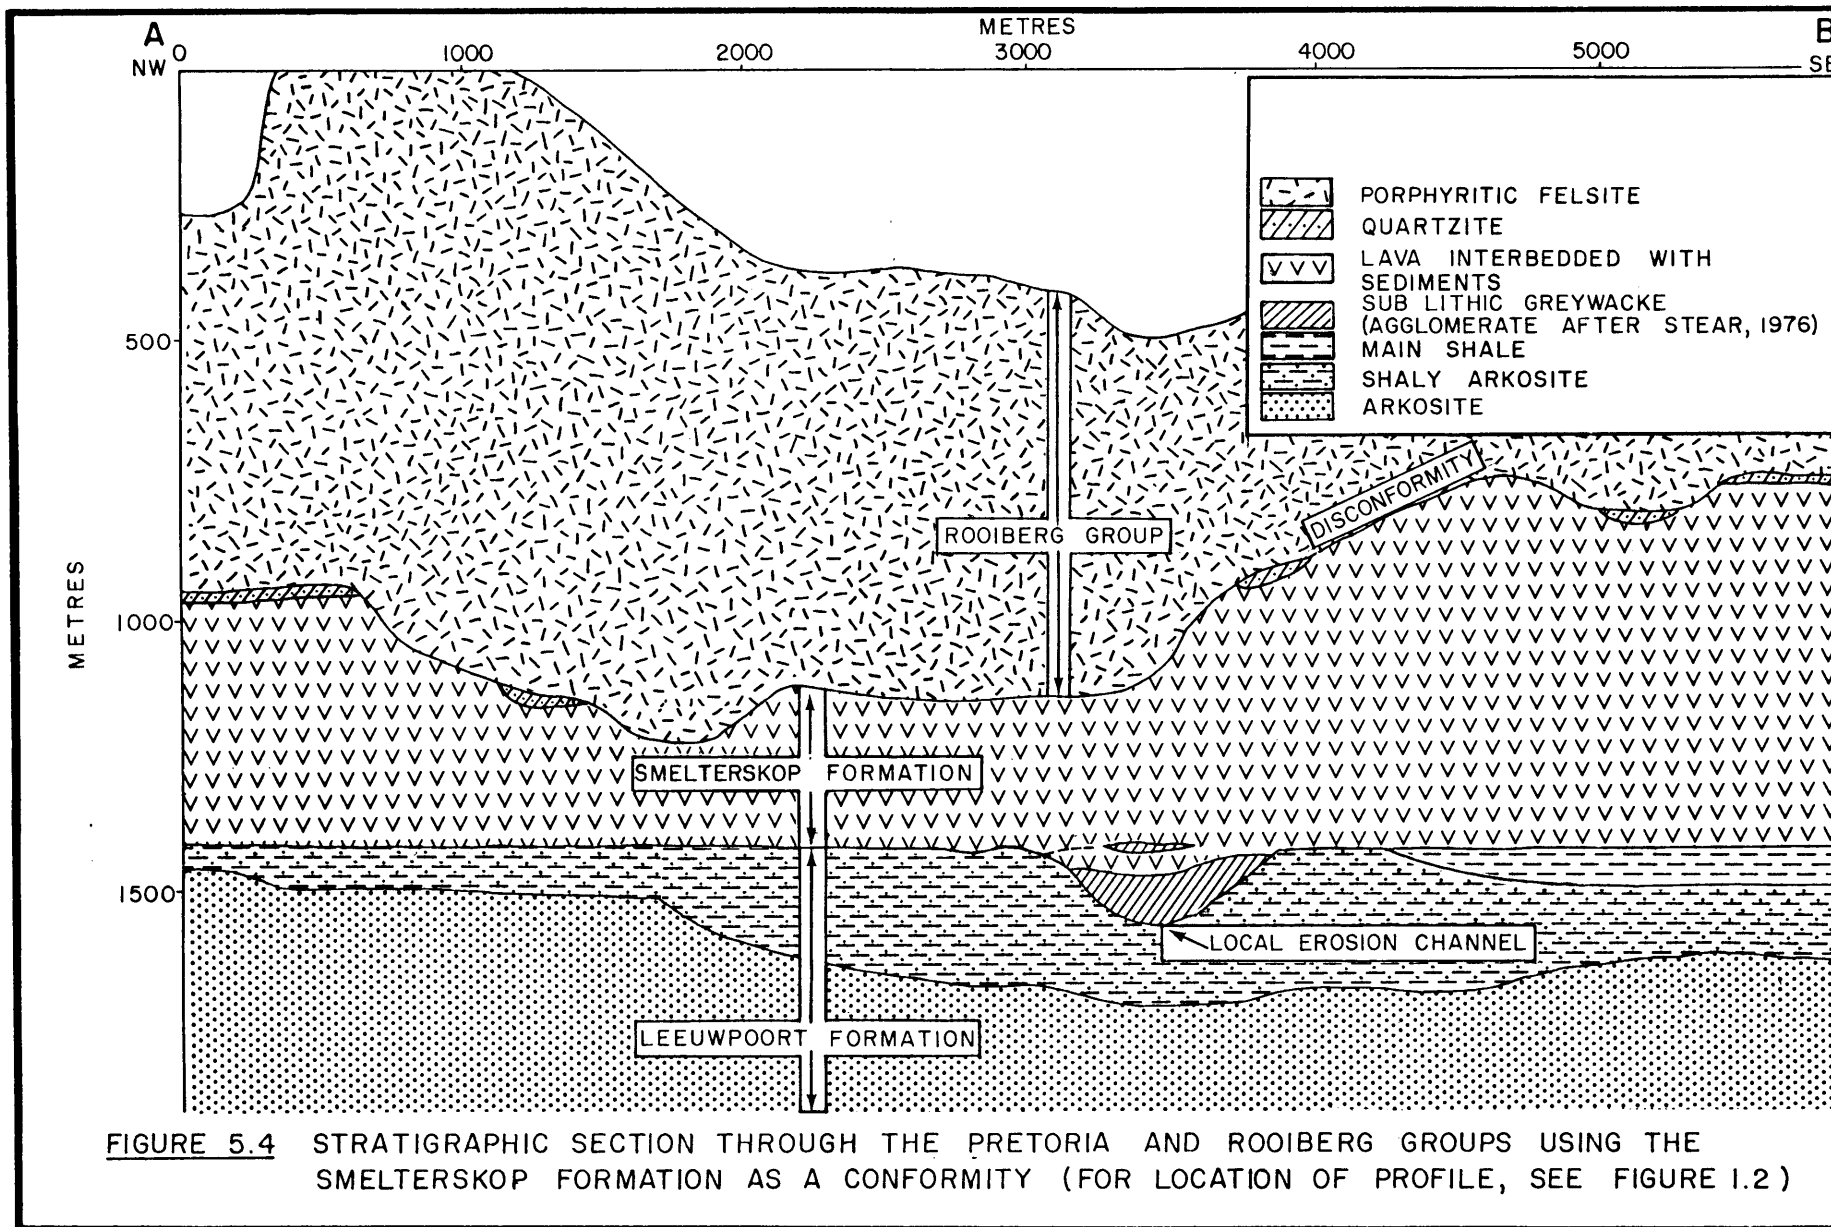 METRES
A
B
0 1000 2000 3000 4000 5000
NW
SE
PORPHYRITIC FELSITE
QUARTZITE
LAVA INTERBEDDED WITH
SEDIMENTS
SUB LITHIC GREYWACKE
(AGGLOMERATE AFTER STEAR, 1976)
MAIN SHALE
SHALY ARKOSITE
ARKOSITE
500
DISCONFORMITY
ROOIBERG GROUP
METRES
1000
SMELTERSKOP FORMATION
1500
LOCAL EROSION CHANNEL
LEEUWPOORT FORMATION
FIGURE 5.4 STRATIGRAPHIC SECTION THROUGH THE PRETORIA AND ROOIBERG GROUPS USING THE
SMELTERSKOP FORMATION AS A CONFORMITY (FOR LOCATION OF PROFILE, SEE FIGURE 1.2)